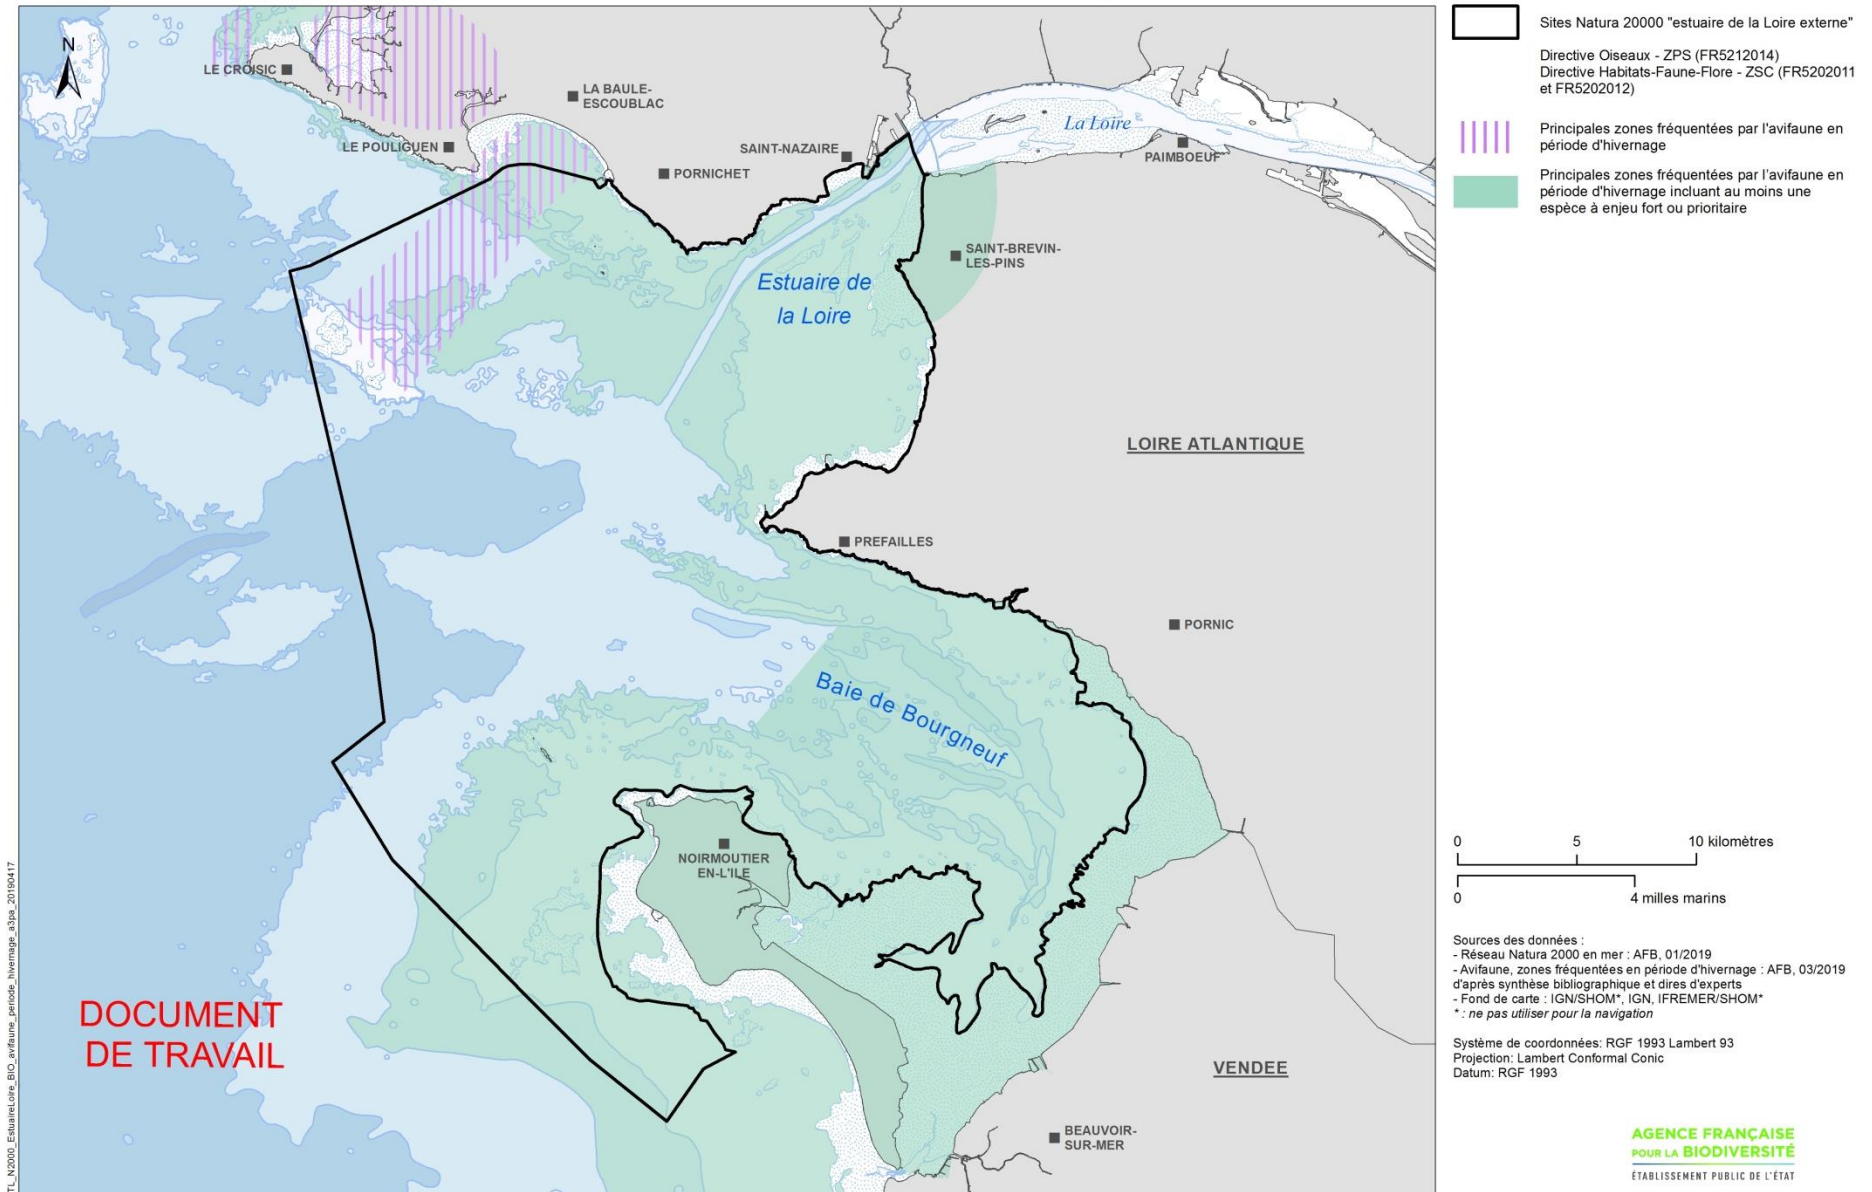 N
LE CROISIC
LA BAULE-
ESCOUBLAC
LE POULIGUEN
SAINT-NAZAIRE
PORNICHET
La Loire
PAIMBOEUF
SAINT-BREVIN-
LES-PINS
Estuaire de
la Loire
LOIRE ATLANTIQUE
PREFAILLES
PORNIC
Baie de Bourgneuf
NOIRMOUTIER
EN-L'ILE
DOCUMENT
DE TRAVAIL
VENDEE
BEAUVOIR-
SUR-MER
TL_N2000_EstuaireLoire_BIO_avifaune_periode_hivernage_a3pa_20190417
Sites Natura 20000 "estuaire de la Loire externe"
Directive Oiseaux - ZPS (FR5212014)
Directive Habitats-Faune-Flore - ZSC (FR5202011
et FR5202012)
Principales zones fréquentées par l'avifaune en
période d'hivernage
Principales zones fréquentées par l'avifaune en
période d'hivernage incluant au moins une
espèce à enjeu fort ou prioritaire
0 5 10 kilomètres
0 4 milles marins
Sources des données :
- Réseau Natura 2000 en mer : AFB, 01/2019
- Avifaune, zones fréquentées en période d'hivernage : AFB, 03/2019
d'après synthèse bibliographique et dires d'experts
- Fond de carte : IGN/SHOM*, IGN, IFREMER/SHOM*
* : ne pas utiliser pour la navigation
Système de coordonnées: RGF 1993 Lambert 93
Projection: Lambert Conformal Conic
Datum: RGF 1993
AGENCE FRANÇAISE
POUR LA BIODIVERSITÉ
ÉTABLISSEMENT PUBLIC DE L'ÉTAT